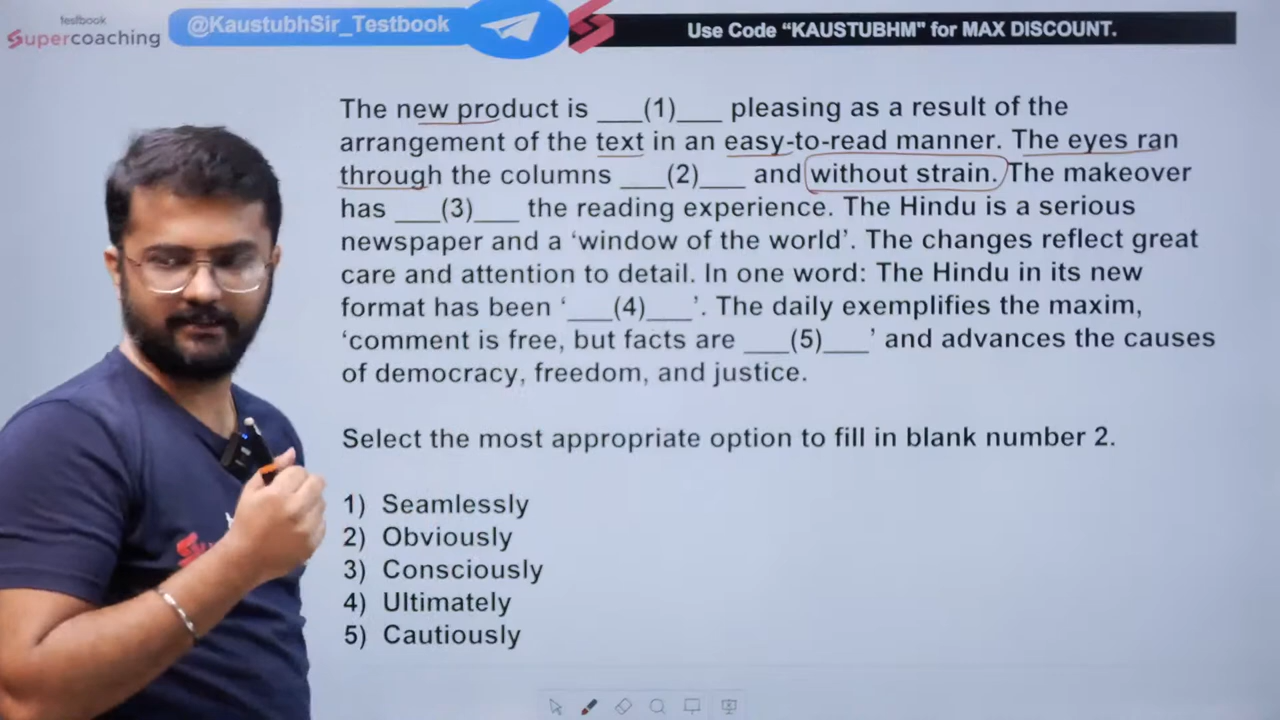 testbook
Supercoaching
@KaustubhSir_Testbook
Use Code “KAUSTUBHM" for MAX DISCOUNT.
The new product is ___(1)___ pleasing as a result of the
arrangement of the text in an easy-to-read manner. The eyes ran
through the columns ___(2)___ and without strain. The makeover
has ___(3)___ the reading experience. The Hindu is a serious
newspaper and a ‘window of the world’. The changes reflect great
care and attention to detail. In one word: The Hindu in its new
format has been ‘ ___(4)___’. The daily exemplifies the maxim,
‘comment is free, but facts are ___(5)___ ’ and advances the causes
of democracy, freedom, and justice.
Select the most appropriate option to fill in blank number 2.
1) Seamlessly
2) Obviously
3) Consciously
4) Ultimately
5) Cautiously